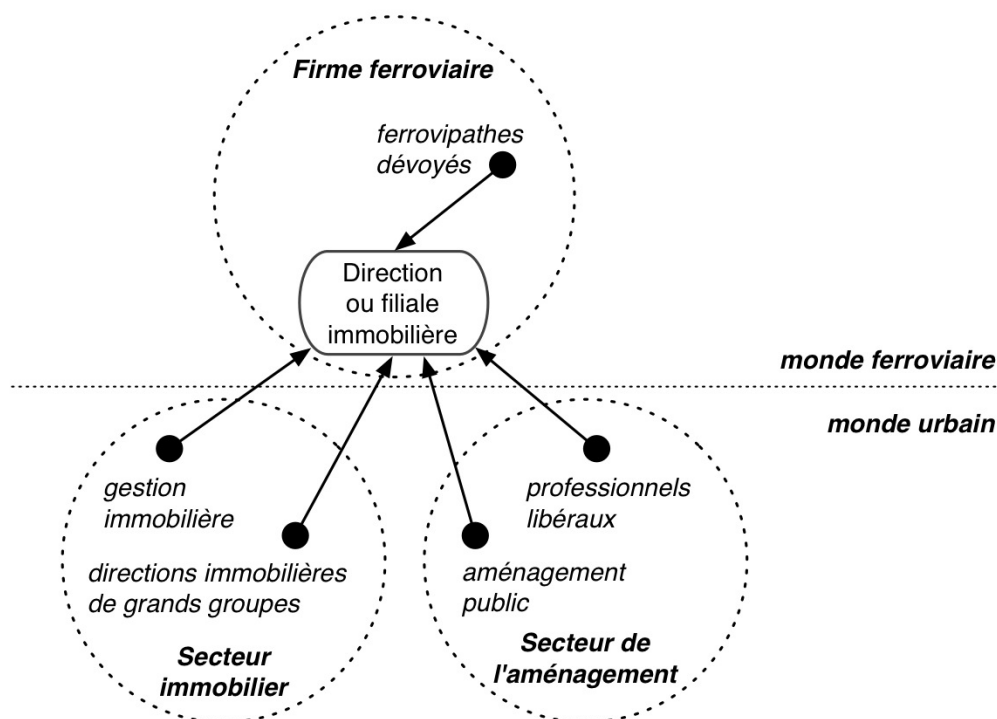 Firme ferroviaire
ferrovipathes
dévoyés
Direction
ou filiale
immobilière
monde ferroviaire
monde urbain
gestion
immobilière
directions immobilières
de grands groupes
Secteur
immobilier
professionnels
libéraux
aménagement
public
Secteur de
l'aménagement